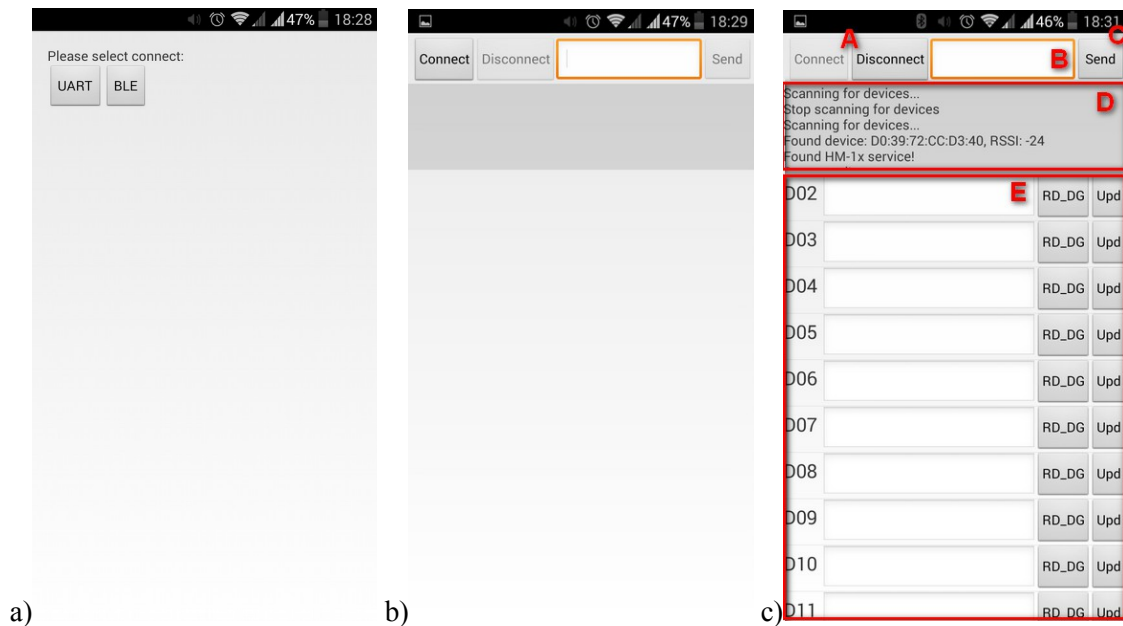 47% 18:28
Please select connect:
UART BLE
a)
47% 18:29
Connect Disconnect Send
b)
46% 18:31
A B C
Connect Disconnect Send
Scanning for devices...
Stop scanning for devices
Scanning for devices...
Found device: D0:39:72:CC:D3:40, RSSI: -24
Found HM-1x service!
D
E
D02 RD_DG Upd
D03 RD_DG Upd
D04 RD_DG Upd
D05 RD_DG Upd
D06 RD_DG Upd
D07 RD_DG Upd
D08 RD_DG Upd
D09 RD_DG Upd
D10 RD_DG Upd
D11 RD_DG Upd
c)